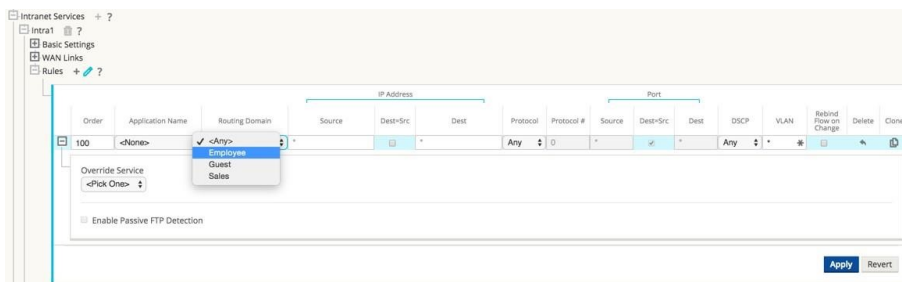 Intranet Services + ?
Intra1 ?
Basic Settings
WAN Links
Rules + ?
IP Address Port
Order Application Name Routing Domain Source Dest=Src Dest Protocol Protocol # Source Dest=Src Dest DSCP VLAN Rebind Flow on Change Delete Clone
100 <None> ✓ <Any> * * Any 0 * * Any *
Employee
Guest
Sales
Override Service
<Pick One>
Enable Passive FTP Detection
Apply Revert